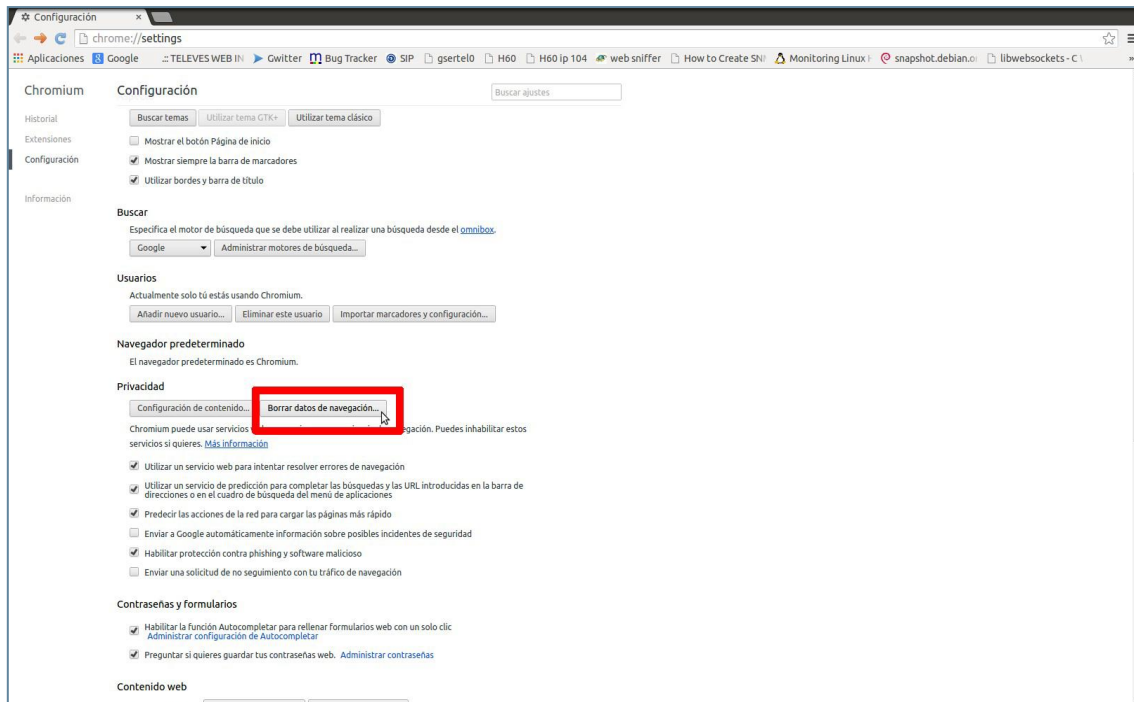 Configuración
chrome://settings
Aplicaciones Google .:: TELEVES WEB IN Gwitter Bug Tracker SIP gsertel0 H60 H60 ip 104 web sniffer How to Create SN Monitoring Linux snapshot.debian.o libwebsockets - C »
Chromium
Historial
Extensiones
Configuración
Información
Configuración
Buscar ajustes
Buscar temas Utilizar tema GTK+ Utilizar tema clásico
Mostrar el botón Página de inicio
Mostrar siempre la barra de marcadores
Utilizar bordes y barra de título
Buscar
Especifica el motor de búsqueda que se debe utilizar al realizar una búsqueda desde el omnibox.
Google Administrar motores de búsqueda...
Usuarios
Actualmente solo tú estás usando Chromium.
Añadir nuevo usuario... Eliminar este usuario Importar marcadores y configuración...
Navegador predeterminado
El navegador predeterminado es Chromium.
Privacidad
Configuración de contenido... Borrar datos de navegación...
Chromium puede usar servicios egación. Puedes inhabilitar estos
servicios si quieres. Más información
Utilizar un servicio web para intentar resolver errores de navegación
Utilizar un servicio de predicción para completar las búsquedas y las URL introducidas en la barra de
direcciones o en el cuadro de búsqueda del menú de aplicaciones
Predecir las acciones de la red para cargar las páginas más rápido
Enviar a Google automáticamente información sobre posibles incidentes de seguridad
Habilitar protección contra phishing y software malicioso
Enviar una solicitud de no seguimiento con tu tráfico de navegación
Contraseñas y formularios
Habilitar la función Autocompletar para rellenar formularios web con un solo clic
Administrar configuración de Autocompletar
Preguntar si quieres guardar tus contraseñas web. Administrar contraseñas
Contenido web